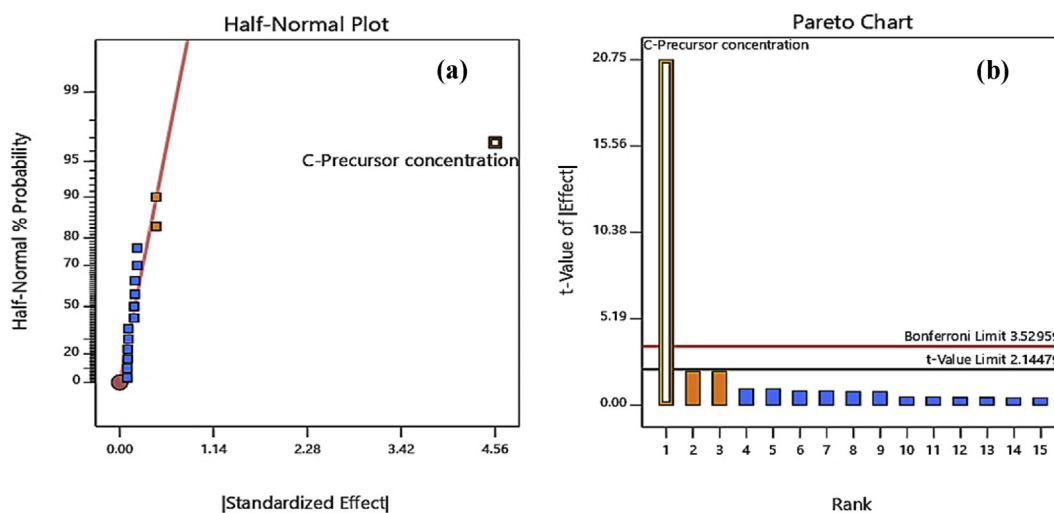 Half-Normal Plot
(a)
Half-Normal % Probability
99
95
90
80
70
50
20
0
C-Precursor concentration
0.00 1.14 2.28 3.42 4.56
|Standardized Effect|
Pareto Chart
C-Precursor concentration
(b)
t-Value of |Effect|
20.75
15.56
10.38
5.19
0.00
Bonferroni Limit 3.52959
t-Value Limit 2.14479
1 2 3 4 5 6 7 8 9 10 11 12 13 14 15
Rank